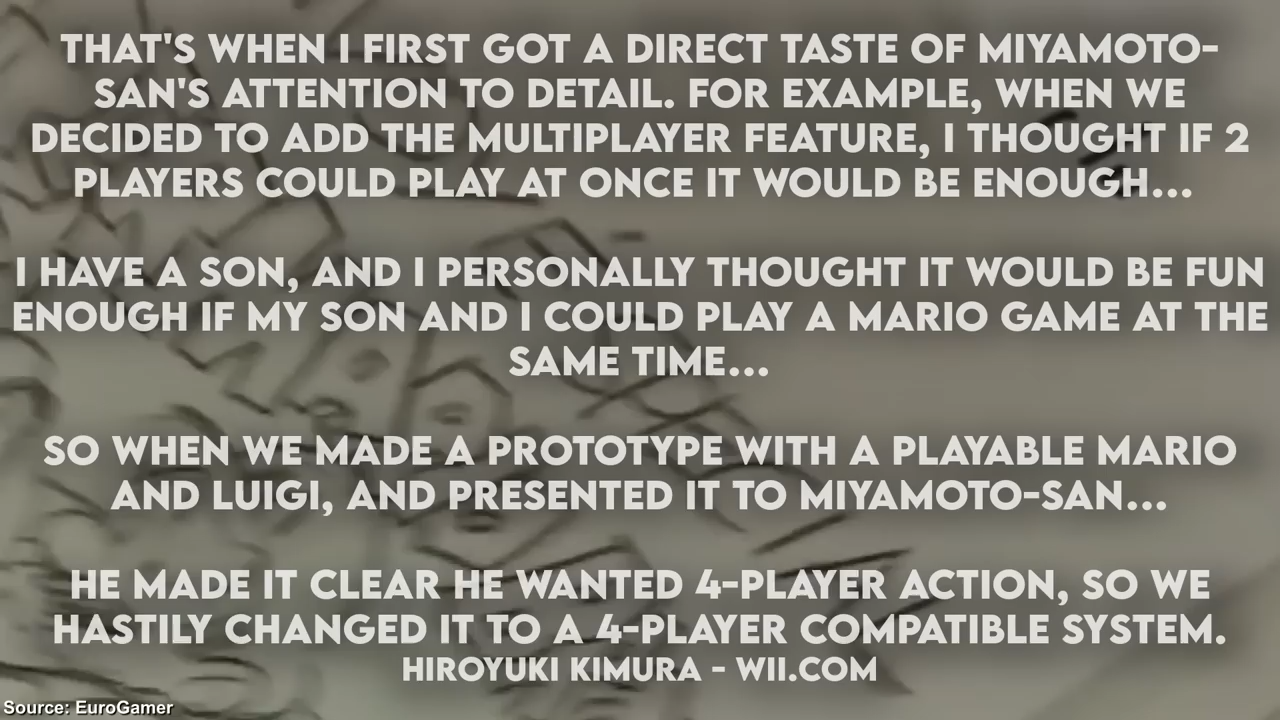 THAT'S WHEN I FIRST GOT A DIRECT TASTE OF MIYAMOTO-
SAN'S ATTENTION TO DETAIL. FOR EXAMPLE, WHEN WE
DECIDED TO ADD THE MULTIPLAYER FEATURE, I THOUGHT IF 2
PLAYERS COULD PLAY AT ONCE IT WOULD BE ENOUGH...
I HAVE A SON, AND I PERSONALLY THOUGHT IT WOULD BE FUN
ENOUGH IF MY SON AND I COULD PLAY A MARIO GAME AT THE
SAME TIME...
SO WHEN WE MADE A PROTOTYPE WITH A PLAYABLE MARIO
AND LUIGI, AND PRESENTED IT TO MIYAMOTO-SAN...
HE MADE IT CLEAR HE WANTED 4-PLAYER ACTION, SO WE
HASTILY CHANGED IT TO A 4-PLAYER COMPATIBLE SYSTEM.
HIROYUKI KIMURA - WII.COM
Source: EuroGamer